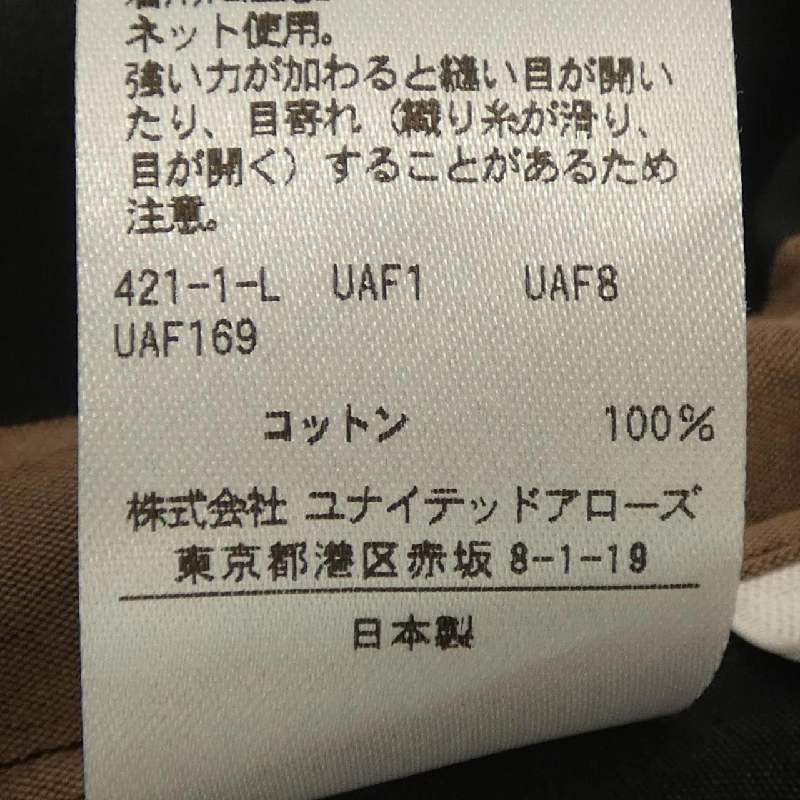 ネット使用。
強い力が加わると縫い目が開い
たり、目寄れ（織り糸が滑り、
目が開く）することがあるため
注意。
421-1-L UAF1 UAF8
UAF169
コットン 100%
株式会社 ユナイテッドアローズ
東京都港区赤坂 8-1-19
日本製